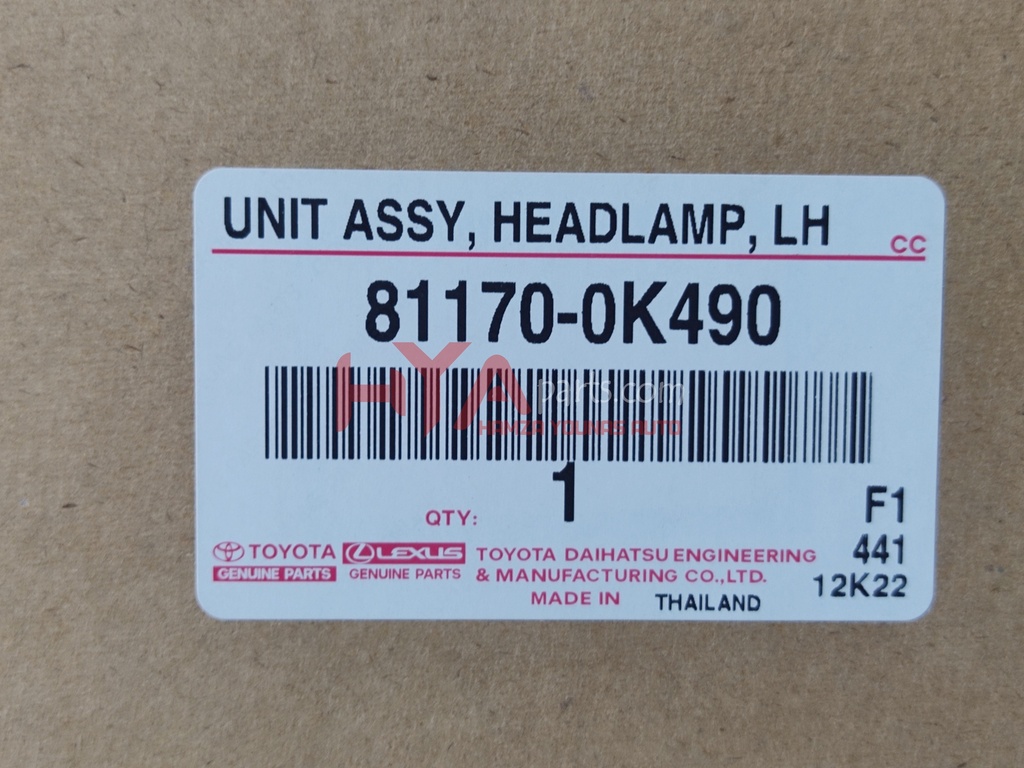 UNIT ASSY, HEADLAMP, LH
CC
81170-0K490
HYA parts.com
HAMZA YOUNAS AUTO
1
QTY:
F1
TOYOTA LEXUS TOYOTA DAIHATSU ENGINEERING 441
GENUINE PARTS GENUINE PARTS & MANUFACTURING CO.,LTD. 12K22
MADE IN THAILAND